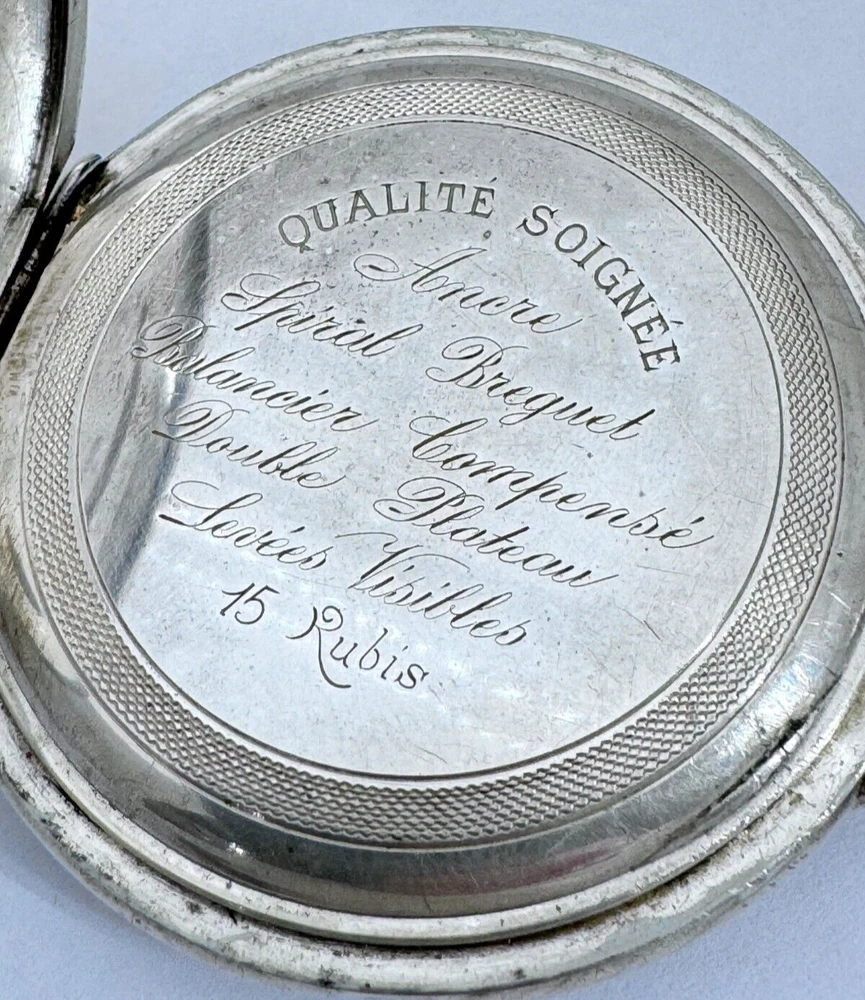 QUALITÉ SOIGNÉE
Ancre
Spiral Breguet
Balancier Compensé
Double Plateau
Levées Visibles
15 Rubis